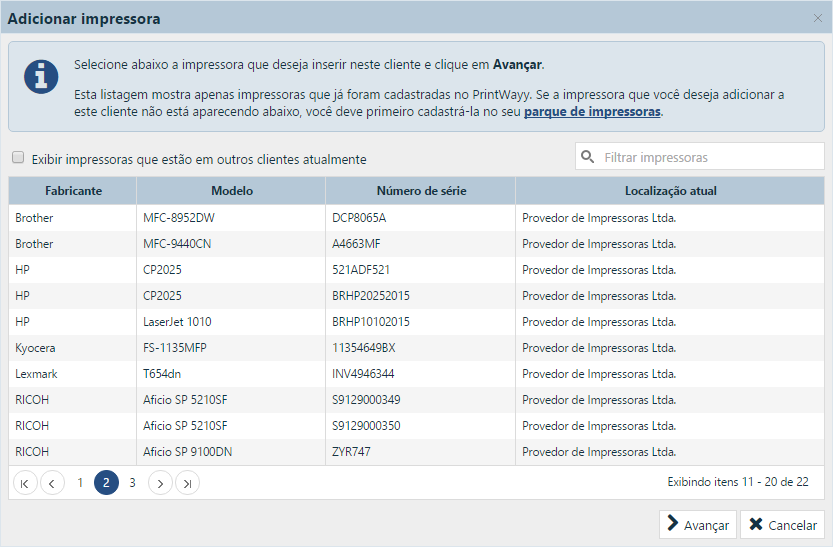 Adicionar impressora
Selecione abaixo a impressora que deseja inserir neste cliente e clique em Avançar.
Esta listagem mostra apenas impressoras que já foram cadastradas no PrintWayy. Se a impressora que você deseja adicionar a
este cliente não está aparecendo abaixo, você deve primeiro cadastrá-la no seu parque de impressoras.
Exibir impressoras que estão em outros clientes atualmente
Filtrar impressoras
Fabricante Modelo Número de série Localização atual
Brother MFC-8952DW DCP8065A Provedor de Impressoras Ltda.
Brother MFC-9440CN A4663MF Provedor de Impressoras Ltda.
HP CP2025 521ADF521 Provedor de Impressoras Ltda.
HP CP2025 BRHP20252015 Provedor de Impressoras Ltda.
HP LaserJet 1010 BRHP10102015 Provedor de Impressoras Ltda.
Kyocera FS-1135MFP 11354649BX Provedor de Impressoras Ltda.
Lexmark T654dn INV4946344 Provedor de Impressoras Ltda.
RICOH Aficio SP 5210SF S9129000349 Provedor de Impressoras Ltda.
RICOH Aficio SP 5210SF S9129000350 Provedor de Impressoras Ltda.
RICOH Aficio SP 9100DN ZYR747 Provedor de Impressoras Ltda.
1 2 3 Exibindo itens 11 - 20 de 22
Avançar Cancelar